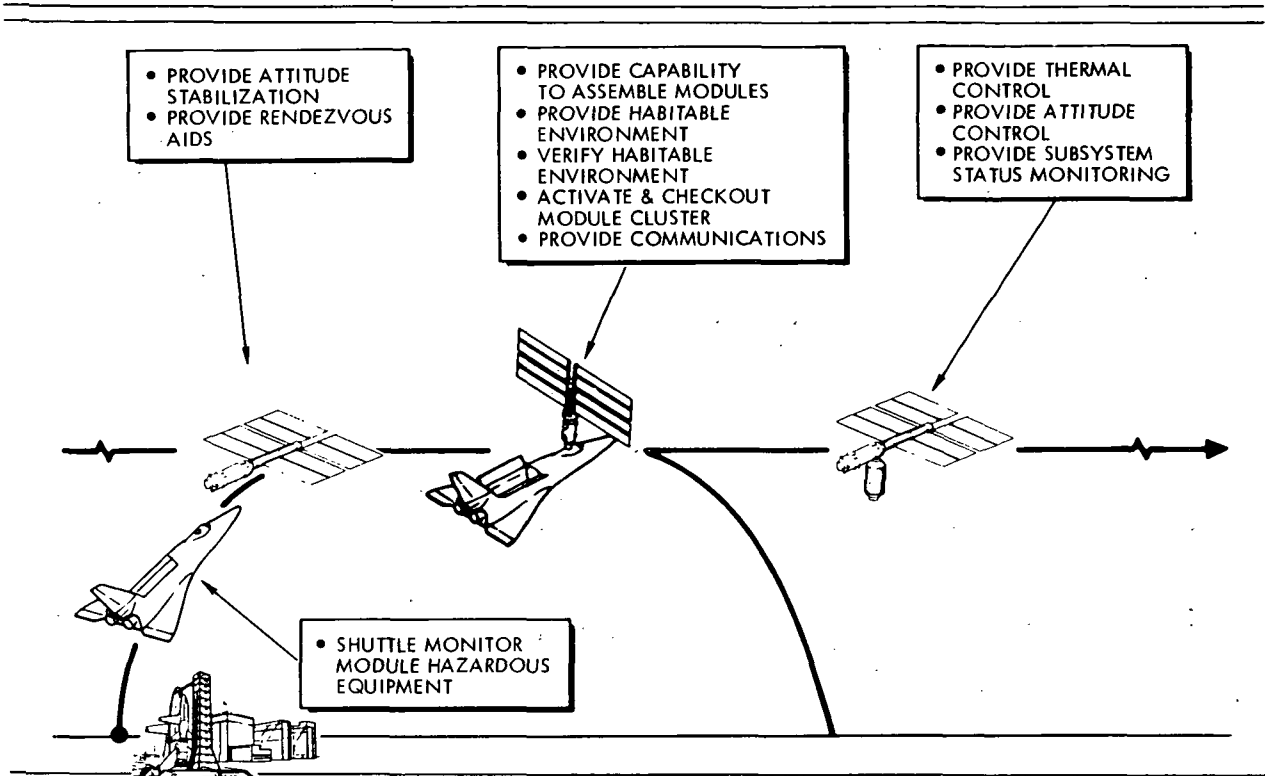 • PROVIDE ATTITUDE
STABILIZATION
• PROVIDE RENDEZVOUS
AIDS
• PROVIDE CAPABILITY
TO ASSEMBLE MODULES
• PROVIDE HABITABLE
ENVIRONMENT
• VERIFY HABITABLE
ENVIRONMENT
• ACTIVATE & CHECKOUT
MODULE CLUSTER
• PROVIDE COMMUNICATIONS
• PROVIDE THERMAL
CONTROL
• PROVIDE ATTITUDE
CONTROL
• PROVIDE SUBSYSTEM
STATUS MONITORING
• SHUTTLE MONITOR
MODULE HAZARDOUS
EQUIPMENT